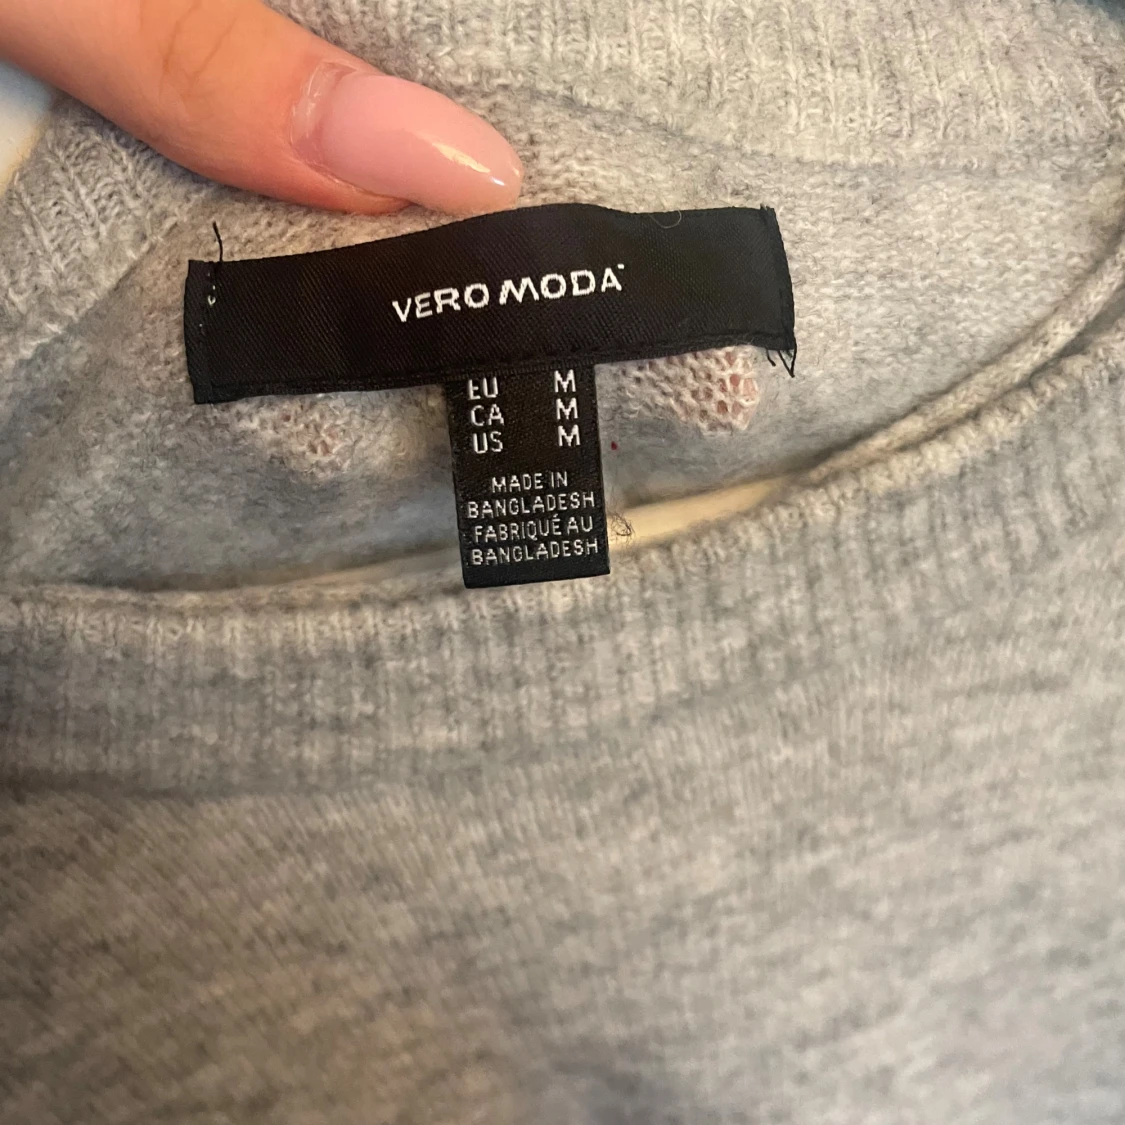 VERO MODA
EU M
CA M
US M
MADE IN
BANGLADESH
FABRIQUÉ AU
BANGLADESH